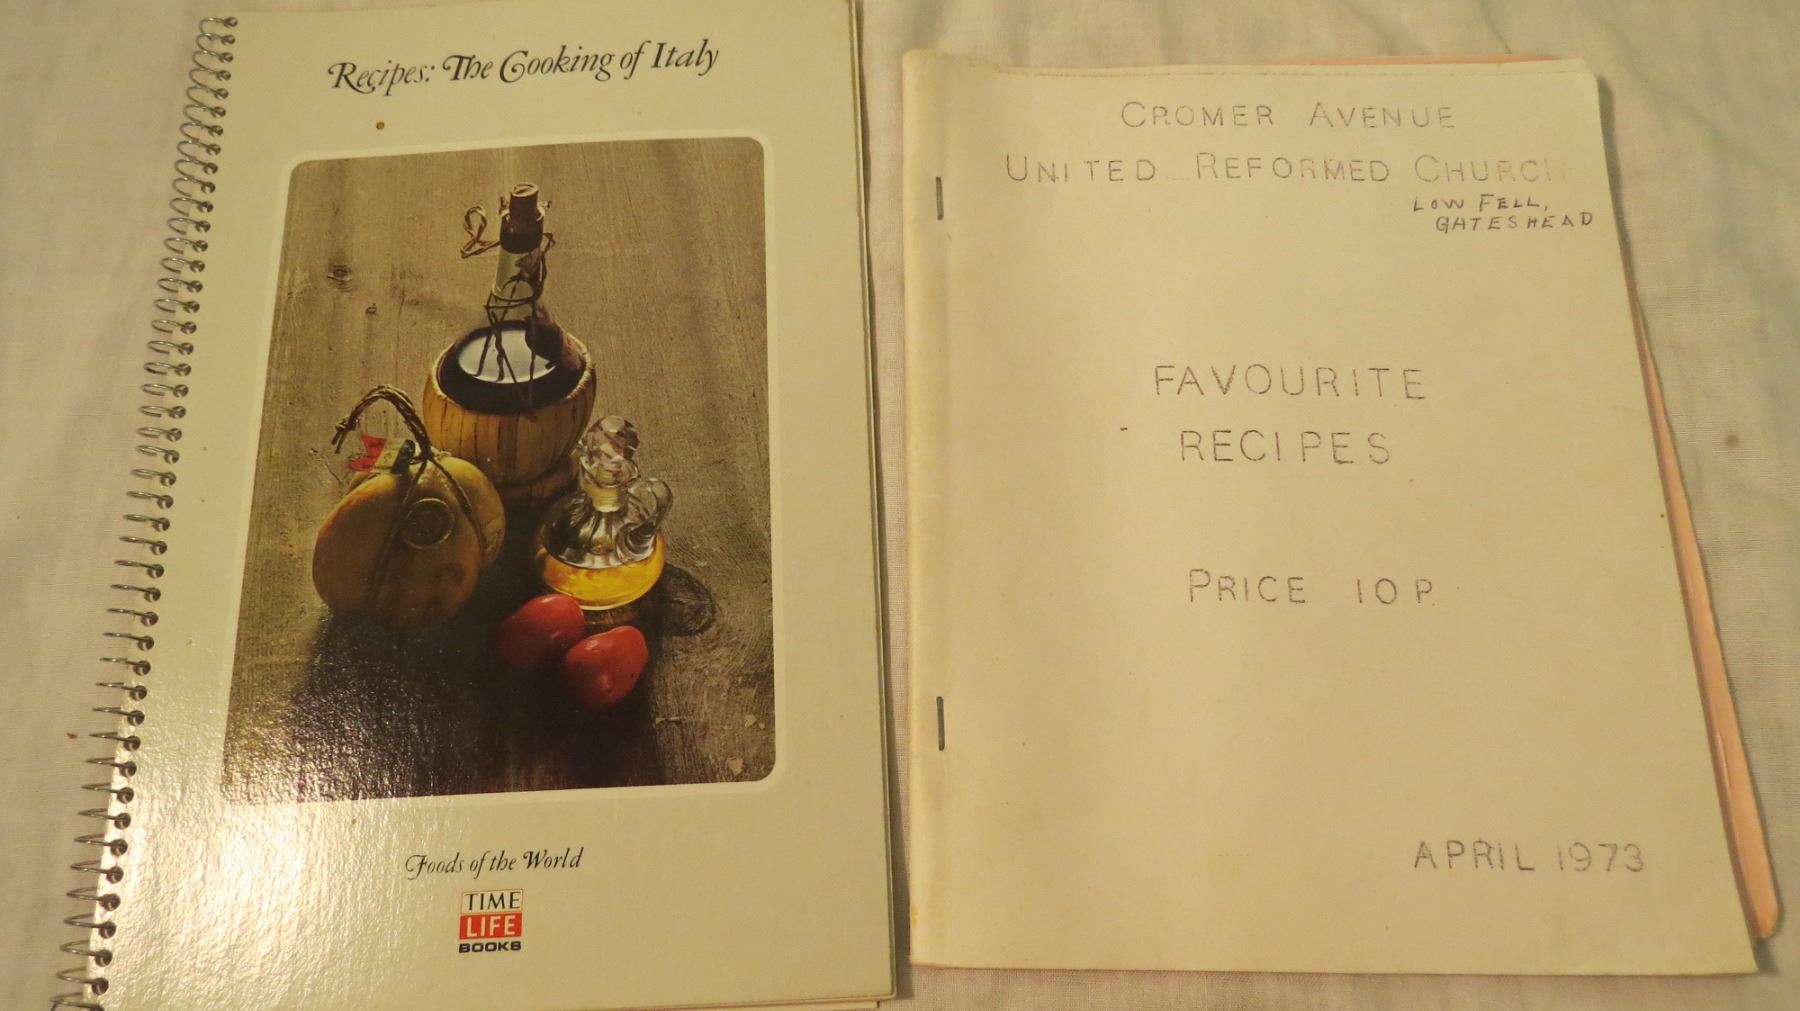 Recipes: The Cooking of Italy
Foods of the World
TIME
LIFE
BOOKS
CROMER AVENUE
UNITED REFORMED CHURCH
LOW FELL,
GATESHEAD
FAVOURITE
RECIPES
PRICE 10P
APRIL 1973